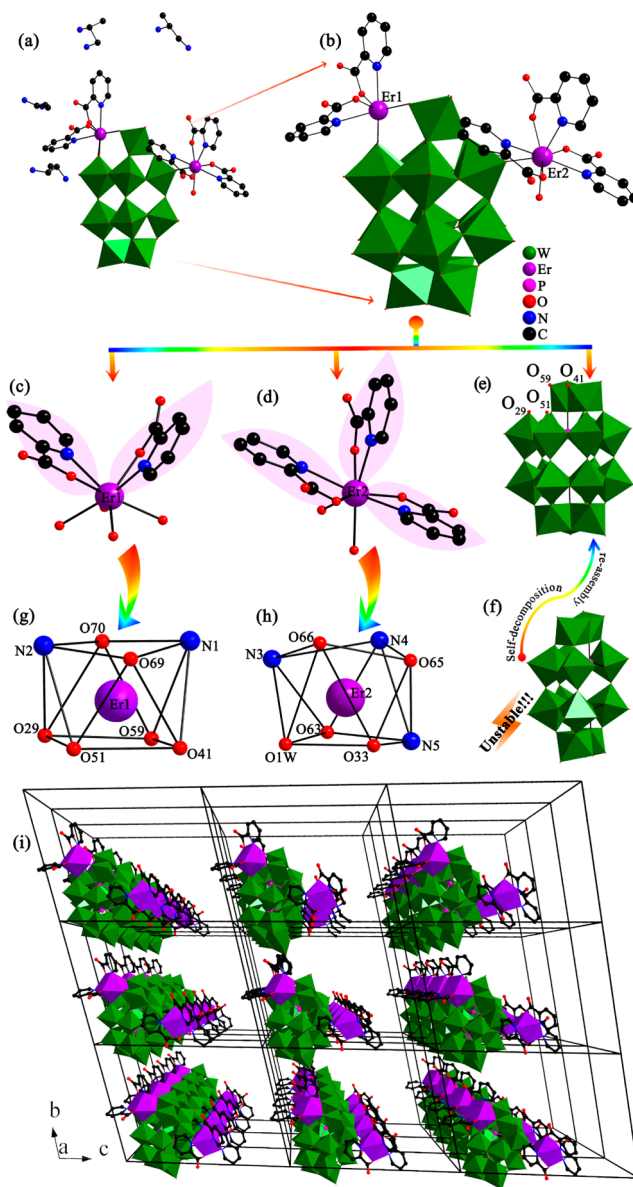 (a)
(b)
Er1
Er2
W
Er
P
O
N
C
(c)
(d)
(e)
Er1
Er2
O59 O41
O29 O51
(f)
Self-decomposition
re-assembly
Unstable!!!
(g)
(h)
O70
N2
N1
O69
Er1
O29
O59
O51
O41
O66
N4
N3
O65
Er2
O63
N5
O1W
O33
(i)
b
a
c